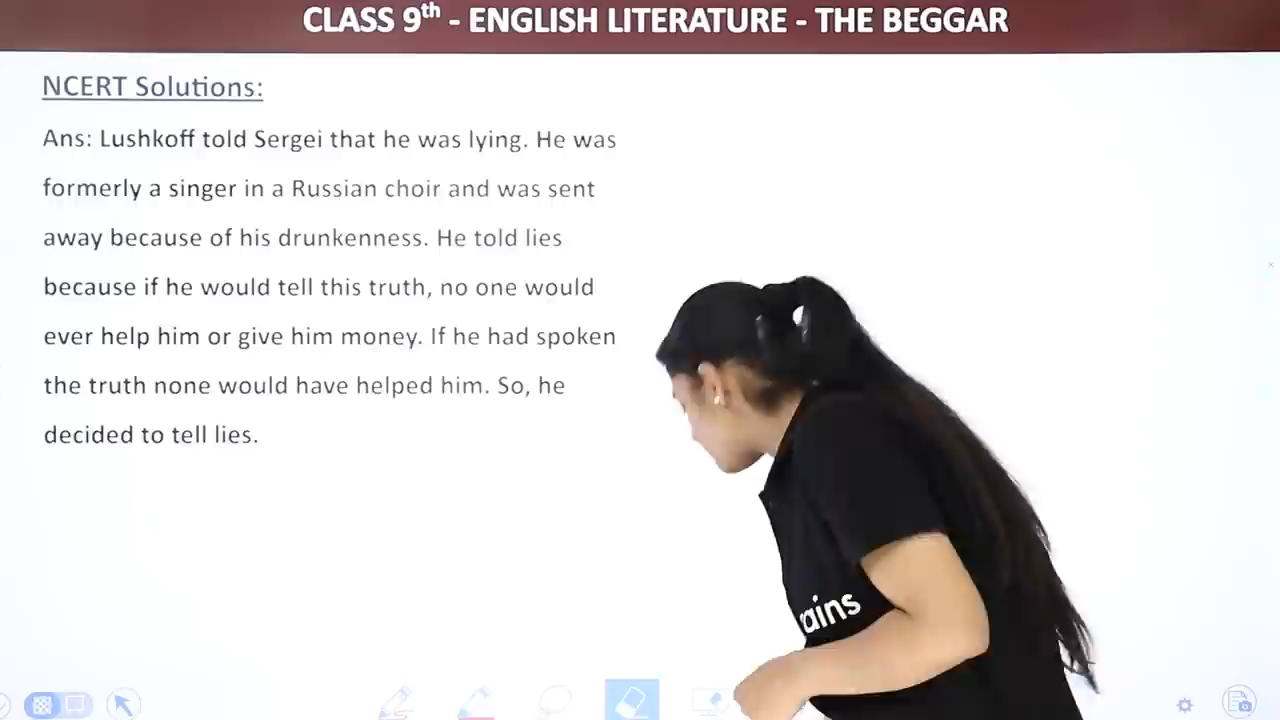 CLASS 9th - ENGLISH LITERATURE - THE BEGGAR
NCERT Solutions:
Ans: Lushkoff told Sergei that he was lying. He was
formerly a singer in a Russian choir and was sent
away because of his drunkenness. He told lies
because if he would tell this truth, no one would
ever help him or give him money. If he had spoken
the truth none would have helped him. So, he
decided to tell lies.
ains